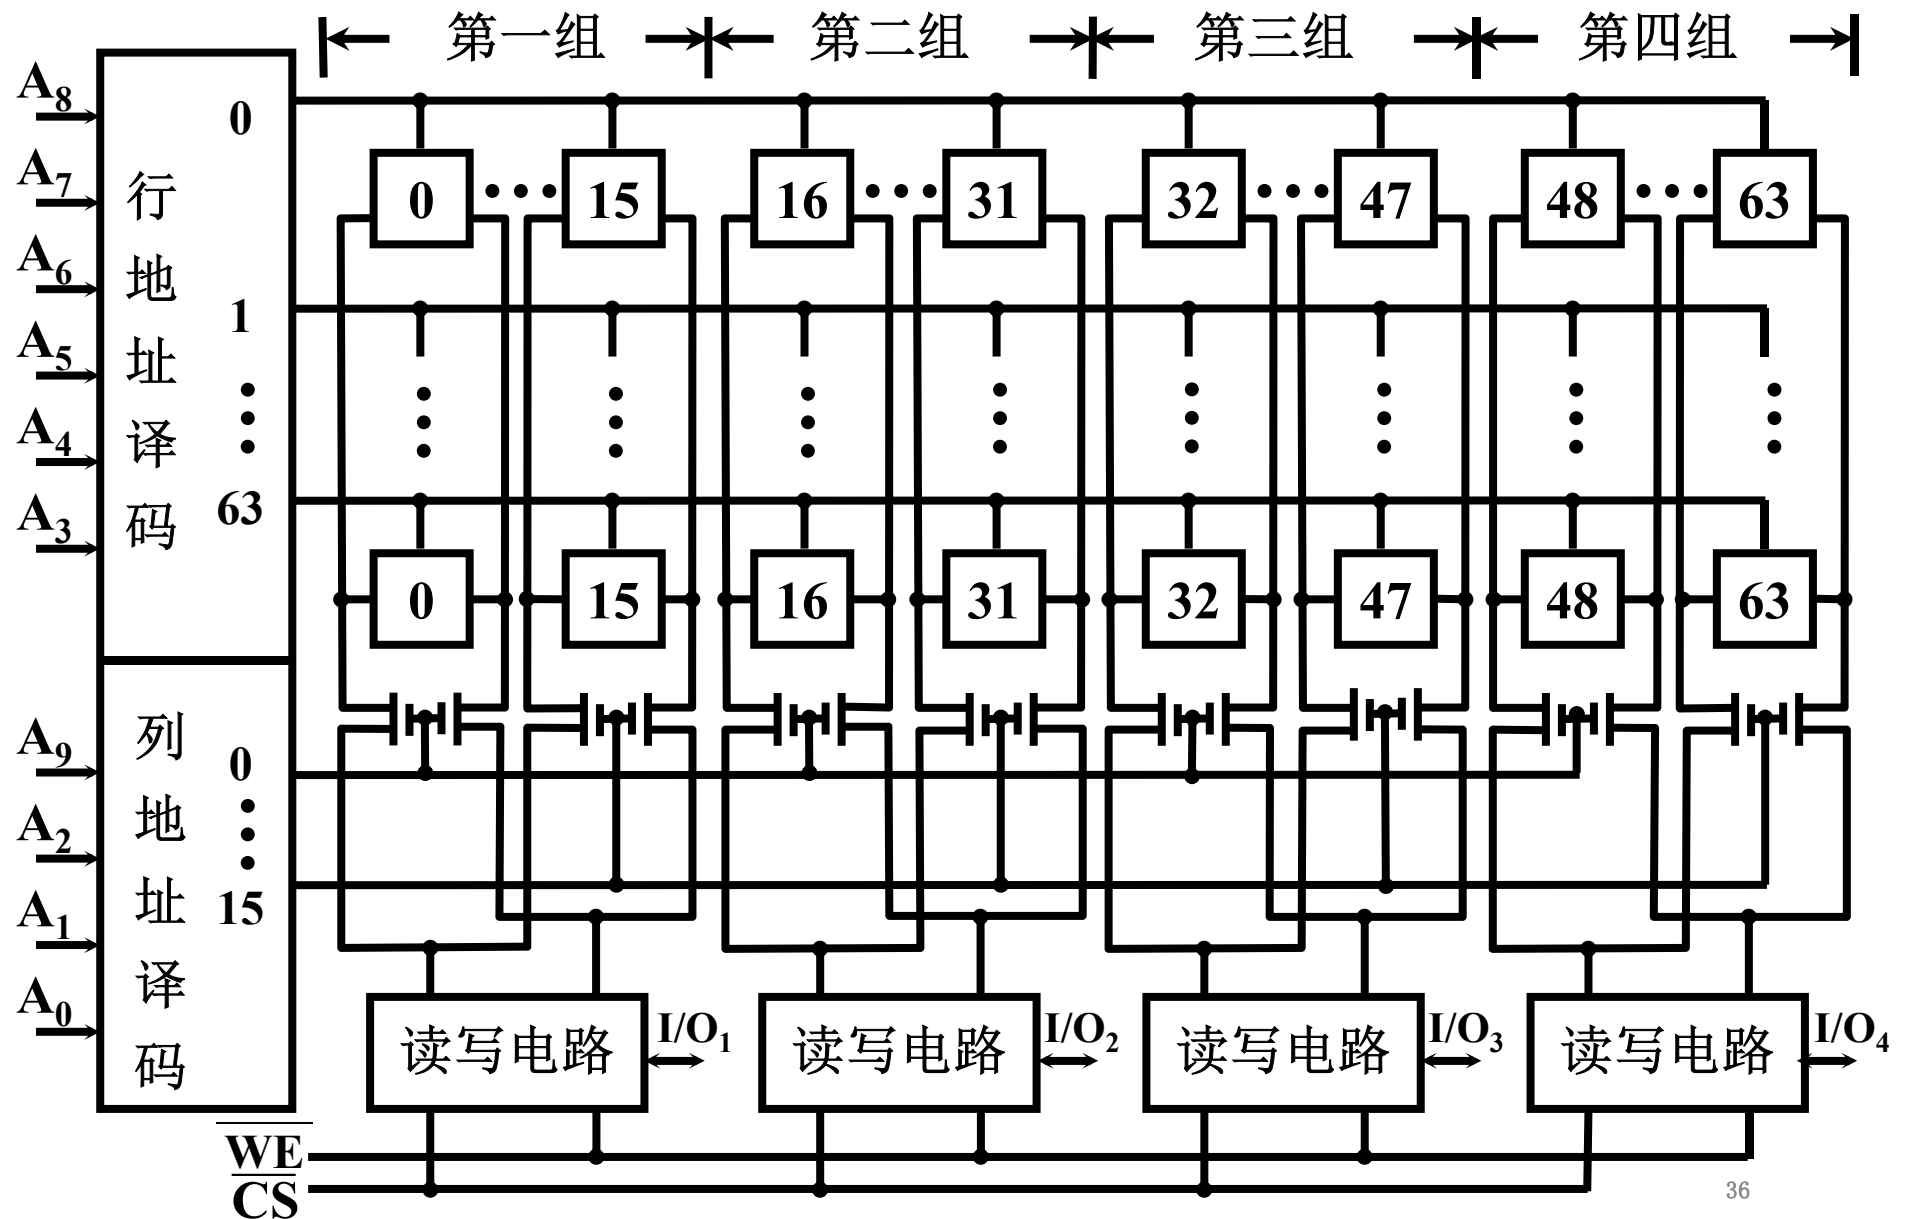 第一组 第二组 第三组 第四组
A8
0
0 15 16 31 32 47 48 63
A7
行地址译码
A6
1
A5
A4
63
A3
0 15 16 31 32 47 48 63
列地址译码
A9
0
A2
15
A1
A0
读写电路 I/O1 读写电路 I/O2 读写电路 I/O3 读写电路 I/O4
WE
CS
36